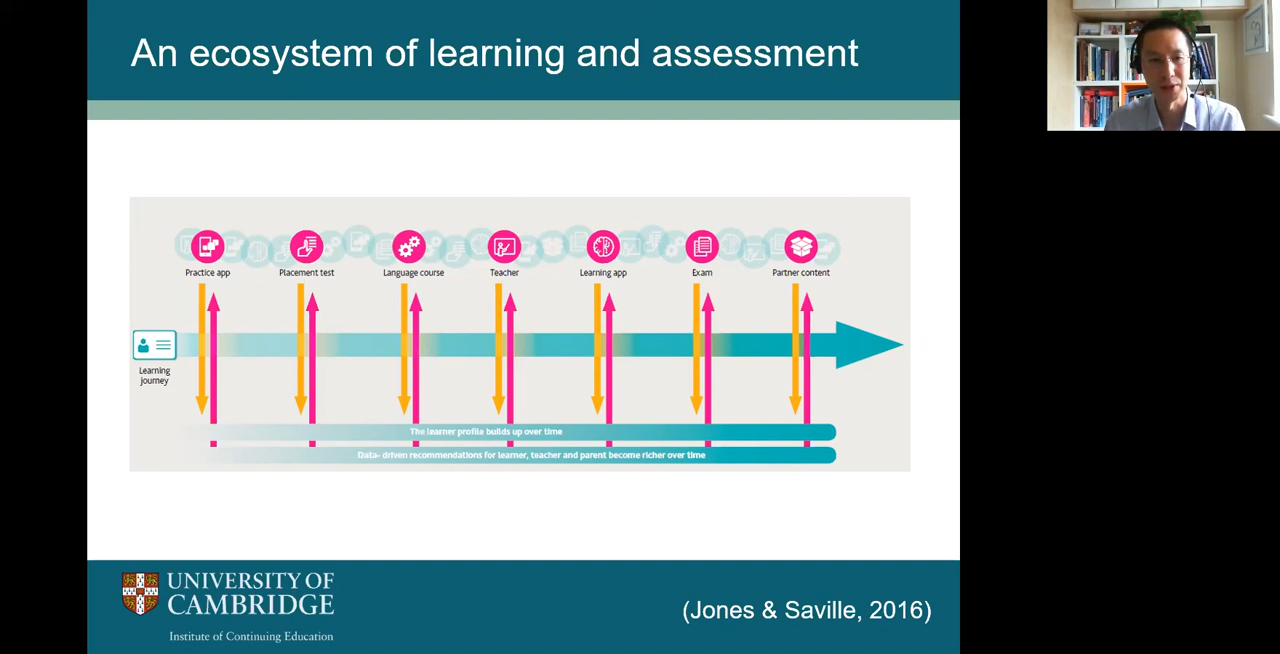 An ecosystem of learning and assessment
Practice app
Placement test
Language course
Teacher
Learning app
Exam
Partner content
Learning
journey
The learner profile builds up over time
Data- driven recommendations for learner, teacher and parent become richer over time
UNIVERSITY OF
CAMBRIDGE
Institute of Continuing Education
(Jones & Saville, 2016)